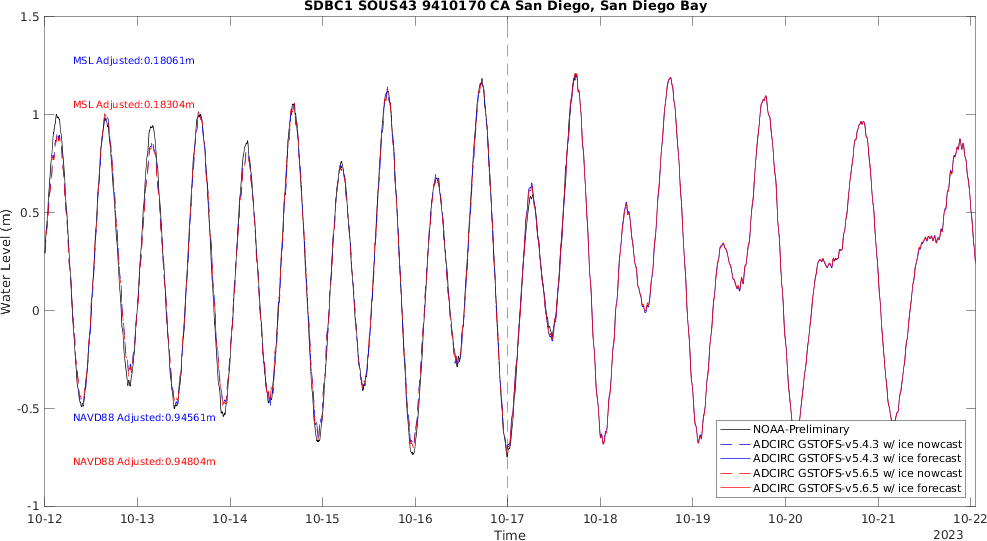 SDBC1 SOUS43 9410170 CA San Diego, San Diego Bay
1.5
1
0.5
0
-0.5
-1
Water Level (m)
MSL Adjusted:0.18061m
MSL Adjusted:0.18304m
NAVD88 Adjusted:0.94561m
NAVD88 Adjusted:0.94804m
NOAA-Preliminary
ADCIRC GSTOFS-v5.4.3 w/ ice nowcast
ADCIRC GSTOFS-v5.4.3 w/ ice forecast
ADCIRC GSTOFS-v5.6.5 w/ ice nowcast
ADCIRC GSTOFS-v5.6.5 w/ ice forecast
10-12 10-13 10-14 10-15 10-16 10-17 10-18 10-19 10-20 10-21 10-22
Time
2023